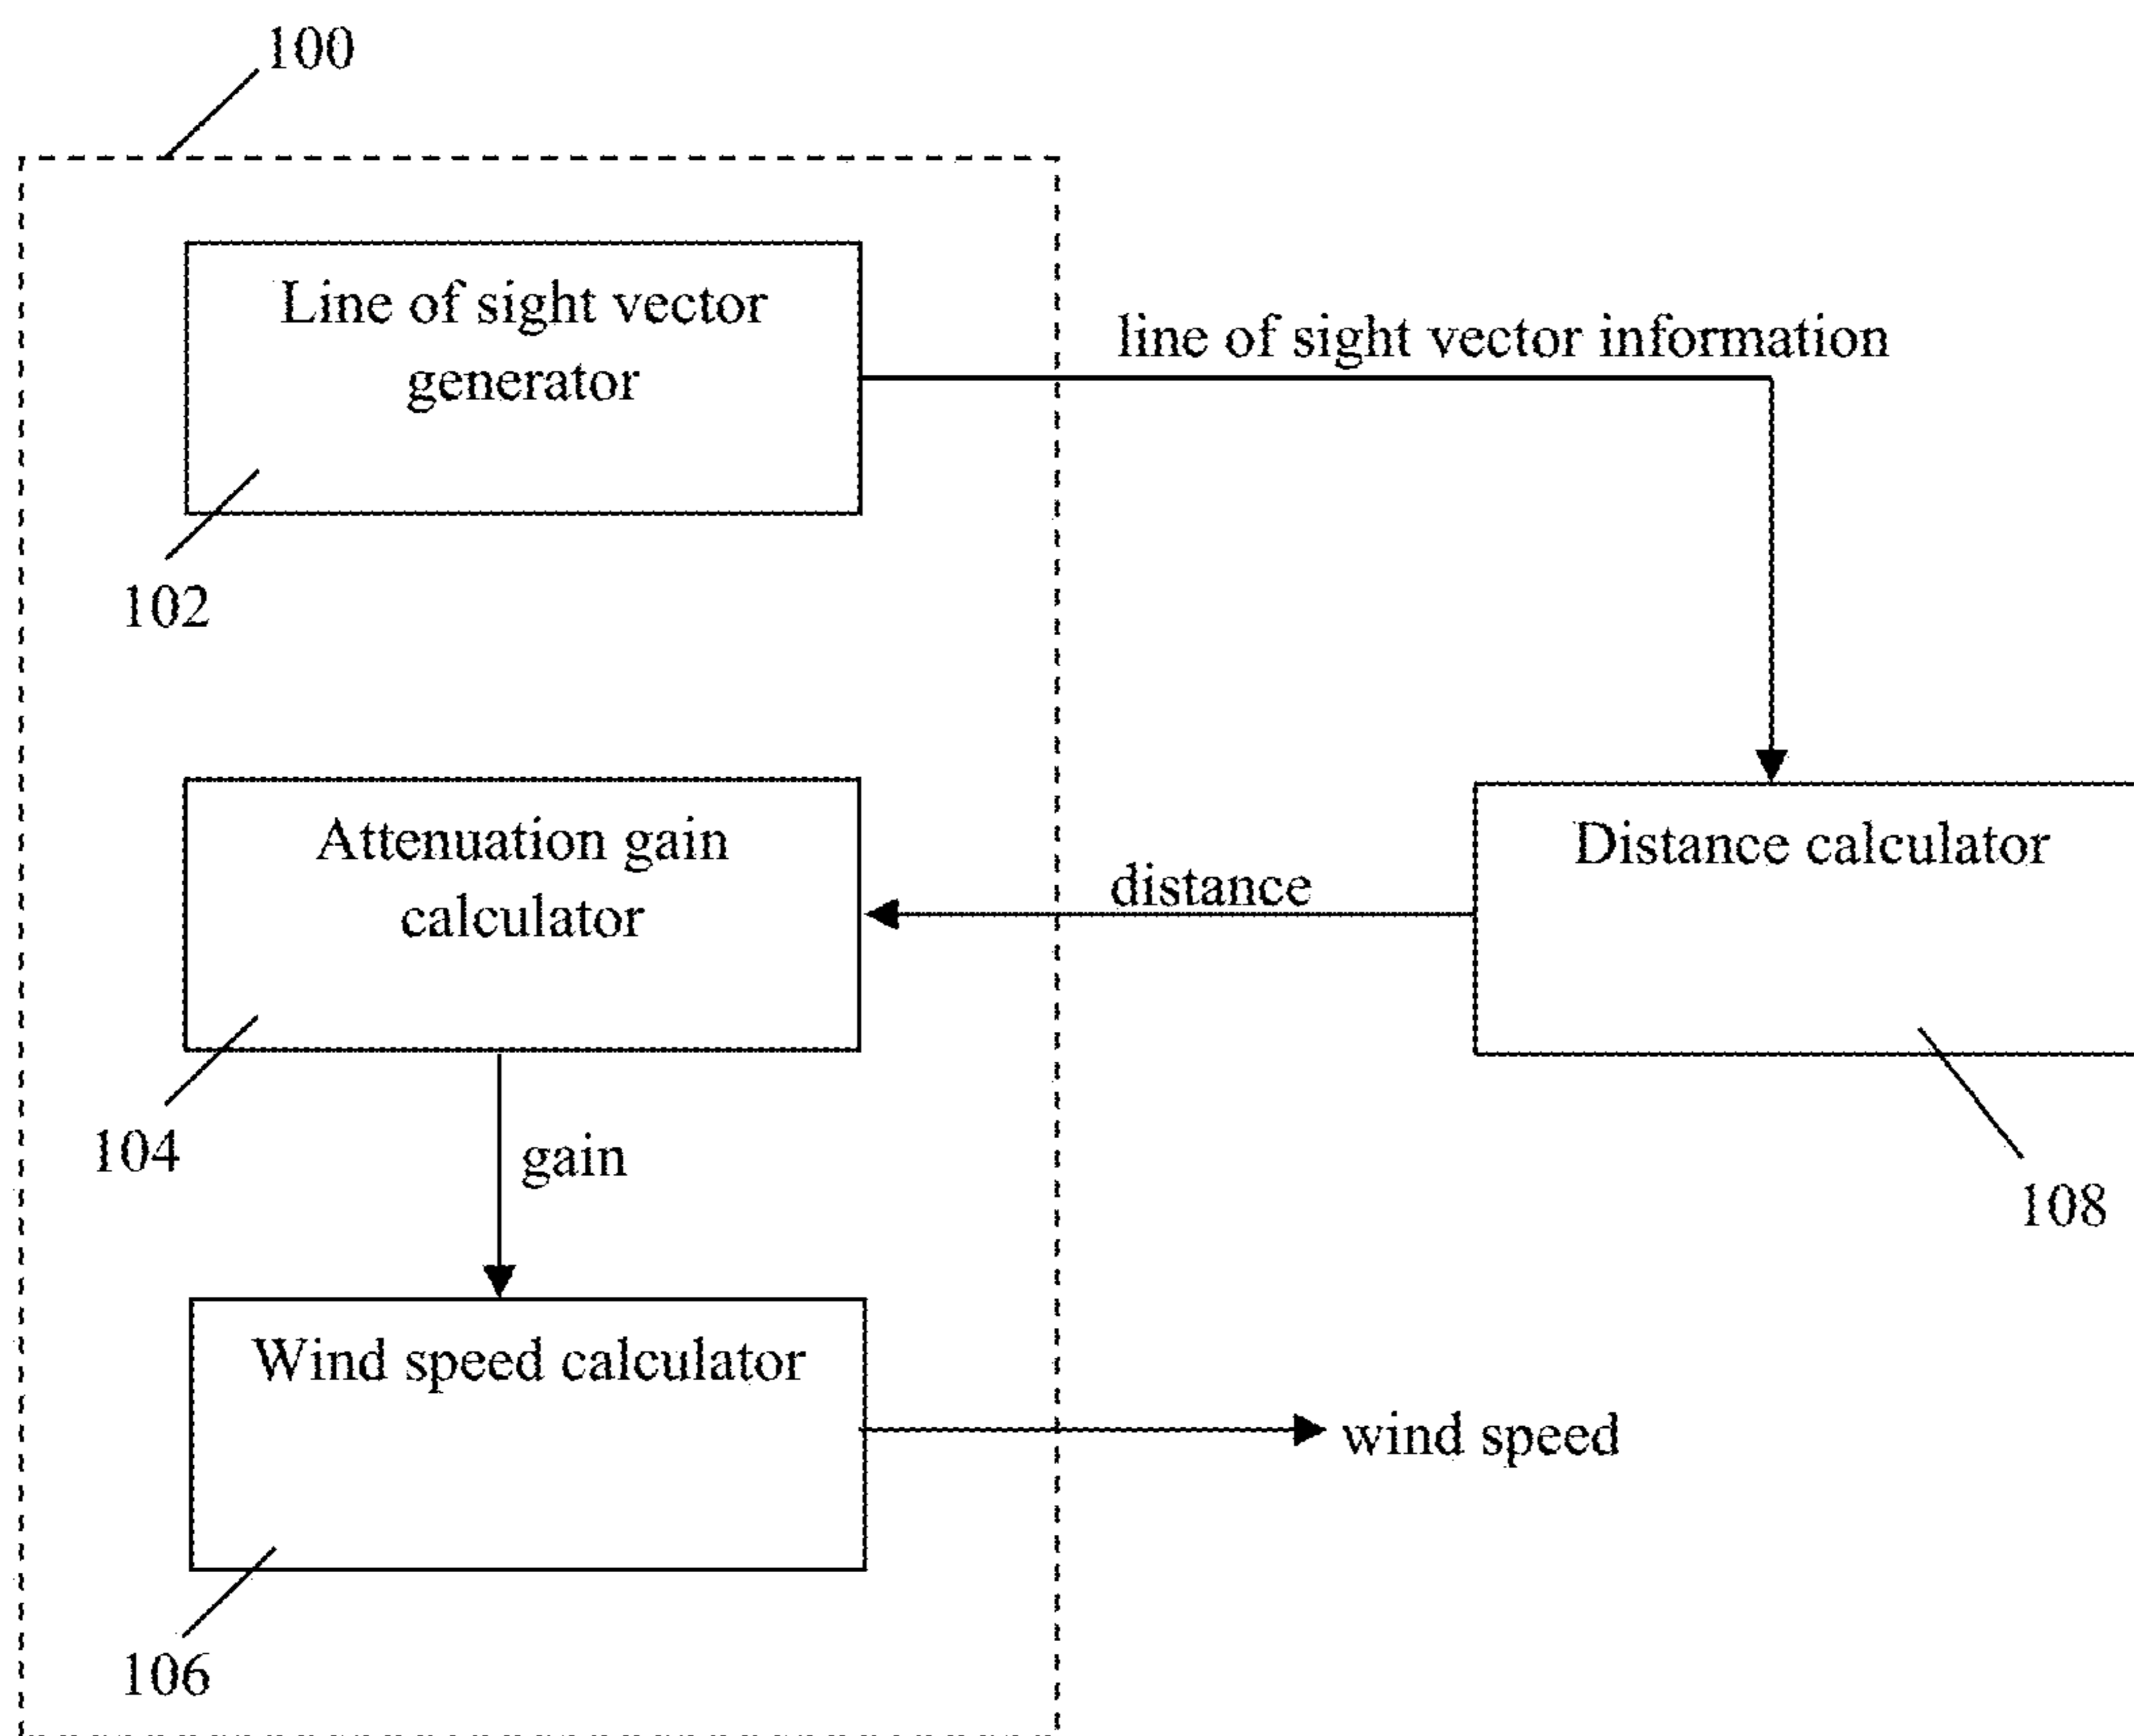 100
Line of sight vector
generator
line of sight vector information
102
Attenuation gain
calculator
distance
Distance calculator
104
gain
108
Wind speed calculator
wind speed
106